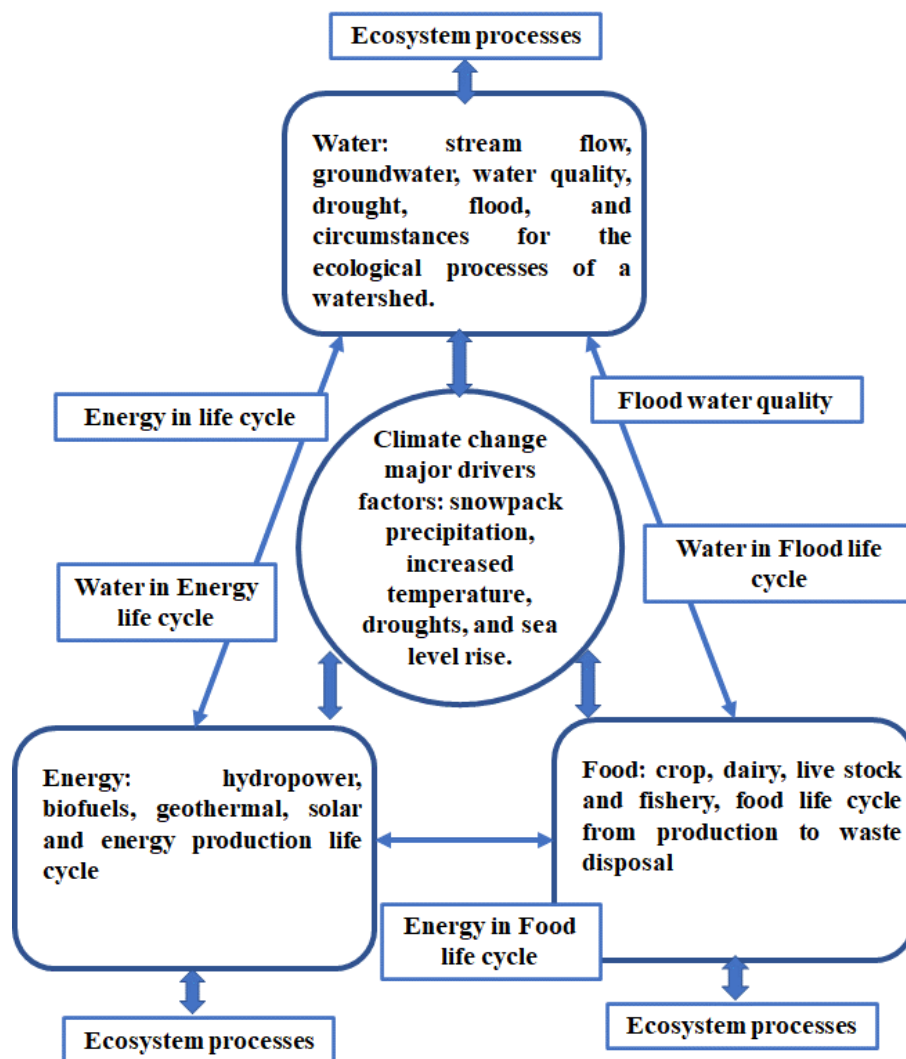 Ecosystem processes
Water: stream flow,
groundwater, water quality,
drought, flood, and
circumstances for the
ecological processes of a
watershed.
Energy in life cycle
Flood water quality
Climate change
major drivers
factors: snowpack
precipitation,
increased
temperature,
droughts, and sea
level rise.
Water in Energy
life cycle
Water in Flood life
cycle
Energy: hydropower,
biofuels, geothermal, solar
and energy production life
cycle
Food: crop, dairy, live stock
and fishery, food life cycle
from production to waste
disposal
Energy in Food
life cycle
Ecosystem processes
Ecosystem processes